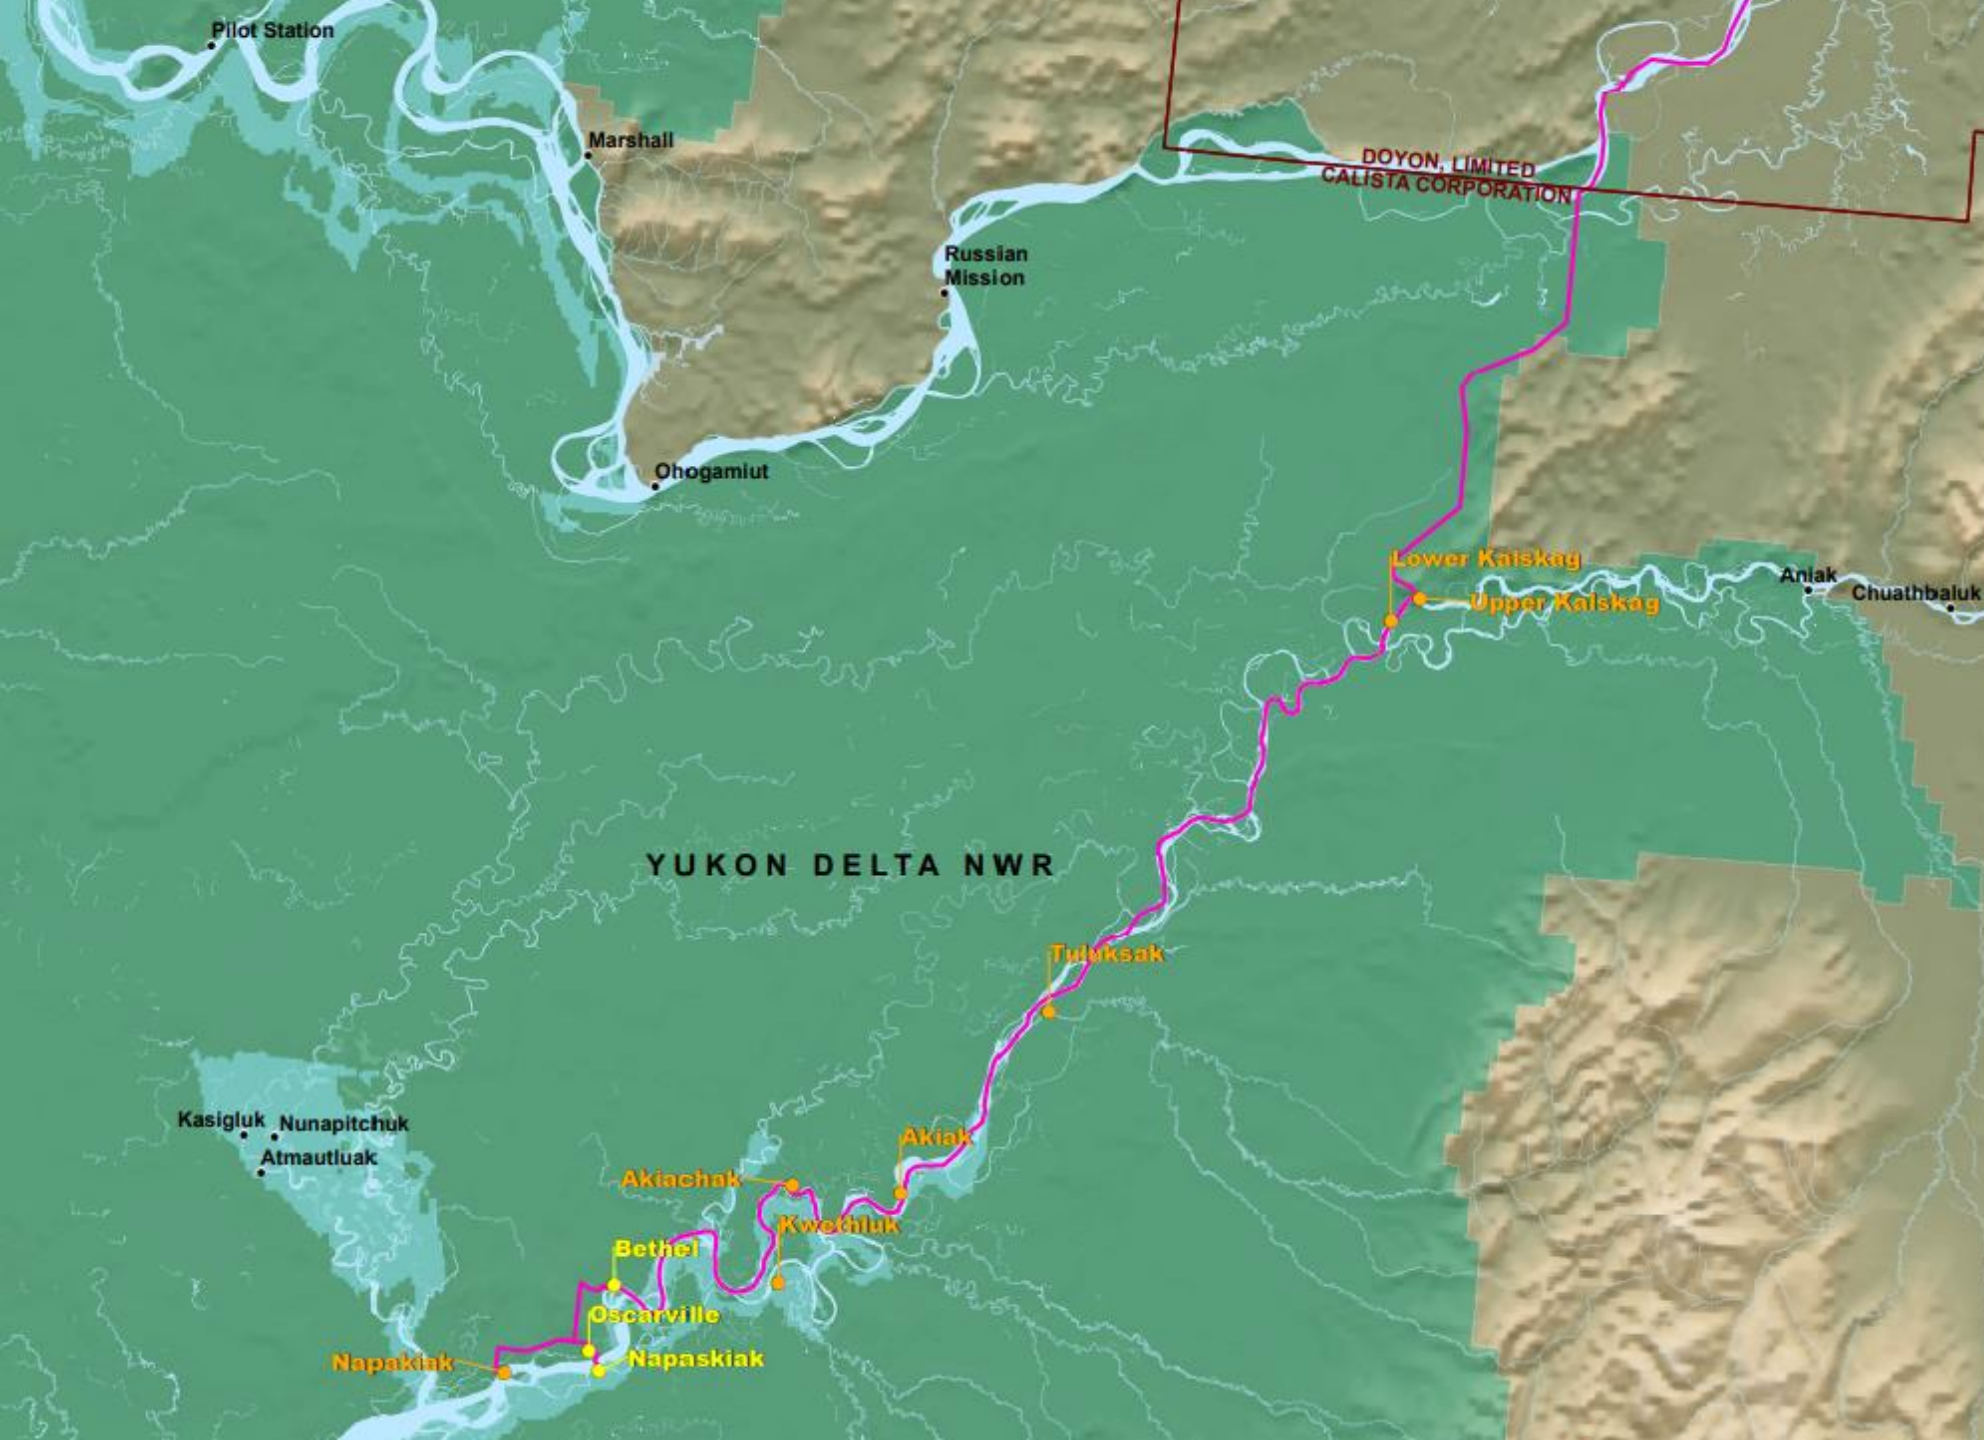 Pilot Station
Marshall
DOYON, LIMITED
CALISTA CORPORATION
Russian
Mission
Ohogamiut
Lower Kalskag
Upper Kalskag
Aniak
Chuathbaluk
YUKON DELTA NWR
Tuluksak
Kasigluk
Nunapitchuk
Atmautluak
Akiak
Akiachak
Kwethluk
Bethel
Oscarville
Napakiak
Napaskiak